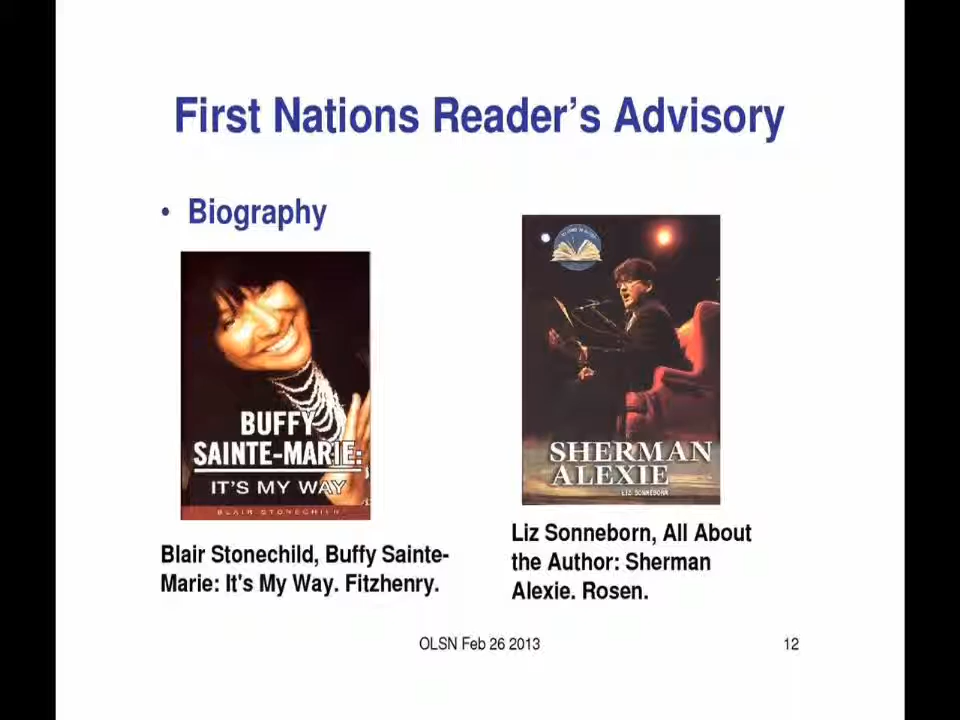 First Nations Reader's Advisory
• Biography
BUFFY
SAINTE-MARIE:
IT'S MY WAY
BLAIR STONECHILD
Blair Stonechild, Buffy Sainte-
Marie: It's My Way. Fitzhenry.
SHERMAN
ALEXIE
LIZ SONNEBORN
Liz Sonneborn, All About
the Author: Sherman
Alexie. Rosen.
OLSN Feb 26 2013
12